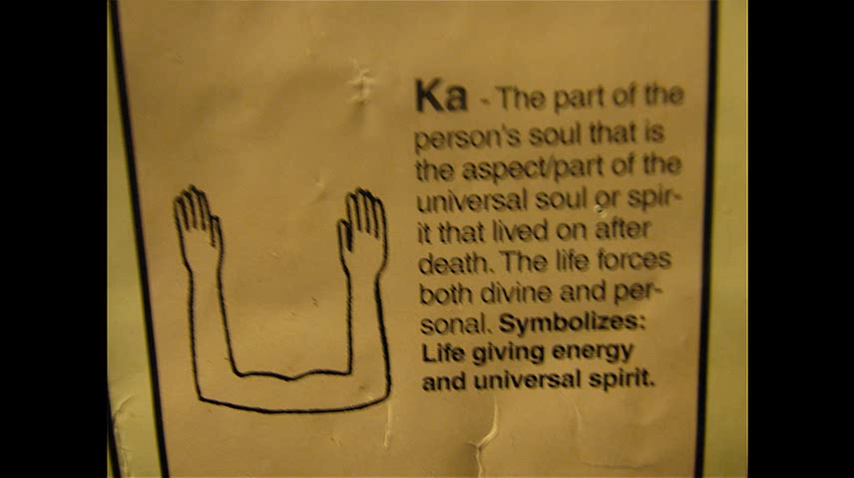 Ka - The part of the
person's soul that is
the aspect/part of the
universal soul or spir-
it that lived on after
death. The life forces
both divine and per-
sonal. Symbolizes:
Life giving energy
and universal spirit.